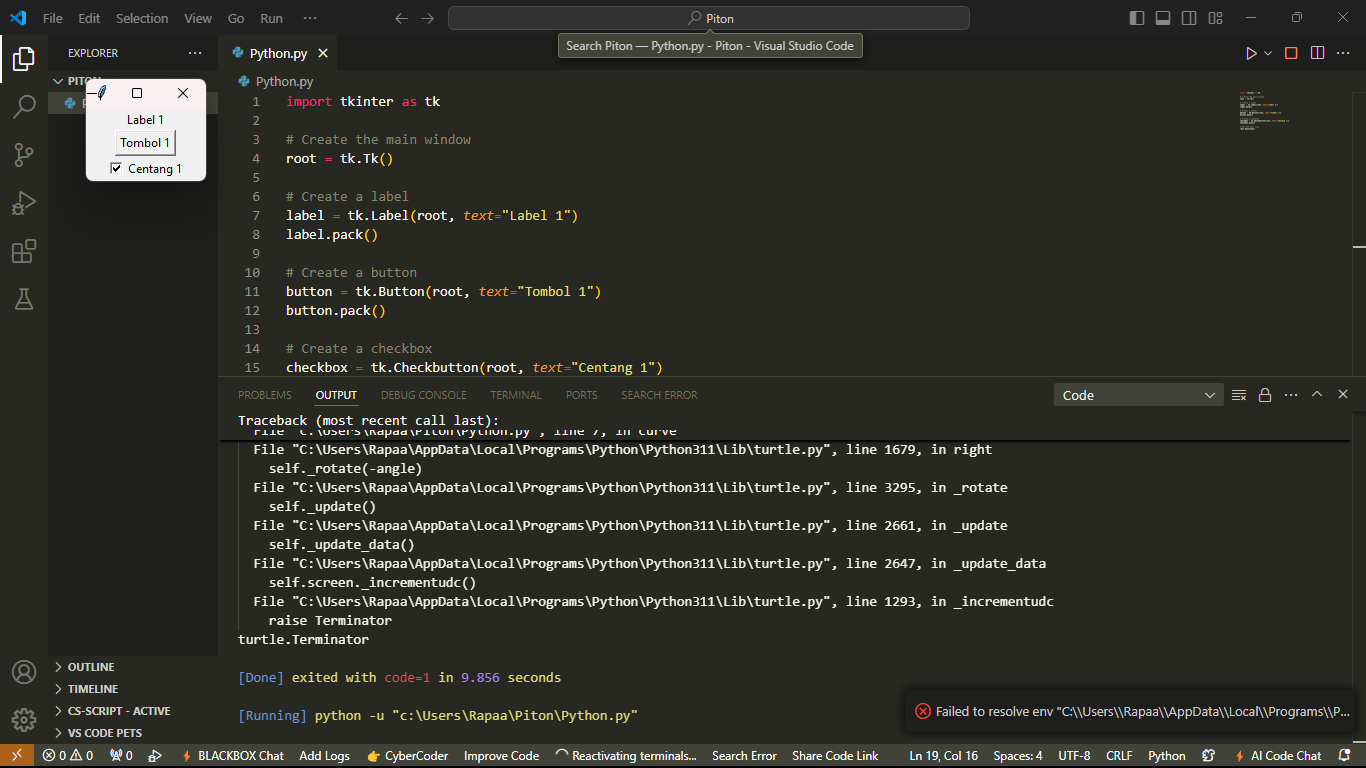 File Edit Selection View Go Run ···
Piton
Search Piton — Python.py - Piton - Visual Studio Code
EXPLORER ···
PITON
Label 1
Tombol 1
Centang 1
OUTLINE
TIMELINE
CS-SCRIPT - ACTIVE
VS CODE PETS
Python.py
Python.py
1 import tkinter as tk
2
3 # Create the main window
4 root = tk.Tk()
5
6 # Create a label
7 label = tk.Label(root, text="Label 1")
8 label.pack()
9
10 # Create a button
11 button = tk.Button(root, text="Tombol 1")
12 button.pack()
13
14 # Create a checkbox
15 checkbox = tk.Checkbutton(root, text="Centang 1")
PROBLEMS OUTPUT DEBUG CONSOLE TERMINAL PORTS SEARCH ERROR
Code
Traceback (most recent call last):
File "c:\Users\Rapaa\Piton\Python.py", line 7, in curve
File "C:\Users\Rapaa\AppData\Local\Programs\Python\Python311\Lib\turtle.py", line 1679, in right
self._rotate(-angle)
File "C:\Users\Rapaa\AppData\Local\Programs\Python\Python311\Lib\turtle.py", line 3295, in _rotate
self._update()
File "C:\Users\Rapaa\AppData\Local\Programs\Python\Python311\Lib\turtle.py", line 2661, in _update
self._update_data()
File "C:\Users\Rapaa\AppData\Local\Programs\Python\Python311\Lib\turtle.py", line 2647, in _update_data
self.screen._incrementudc()
File "C:\Users\Rapaa\AppData\Local\Programs\Python\Python311\Lib\turtle.py", line 1293, in _incrementudc
raise Terminator
turtle.Terminator
[Done] exited with code=1 in 9.856 seconds
[Running] python -u "c:\Users\Rapaa\Piton\Python.py"
Failed to resolve env "C:\\Users\\Rapaa\\AppData\\Local\\Programs\\P...
0 0 0 BLACKBOX Chat Add Logs CyberCoder Improve Code Reactivating terminals... Search Error Share Code Link Ln 19, Col 16 Spaces: 4 UTF-8 CRLF Python AI Code Chat